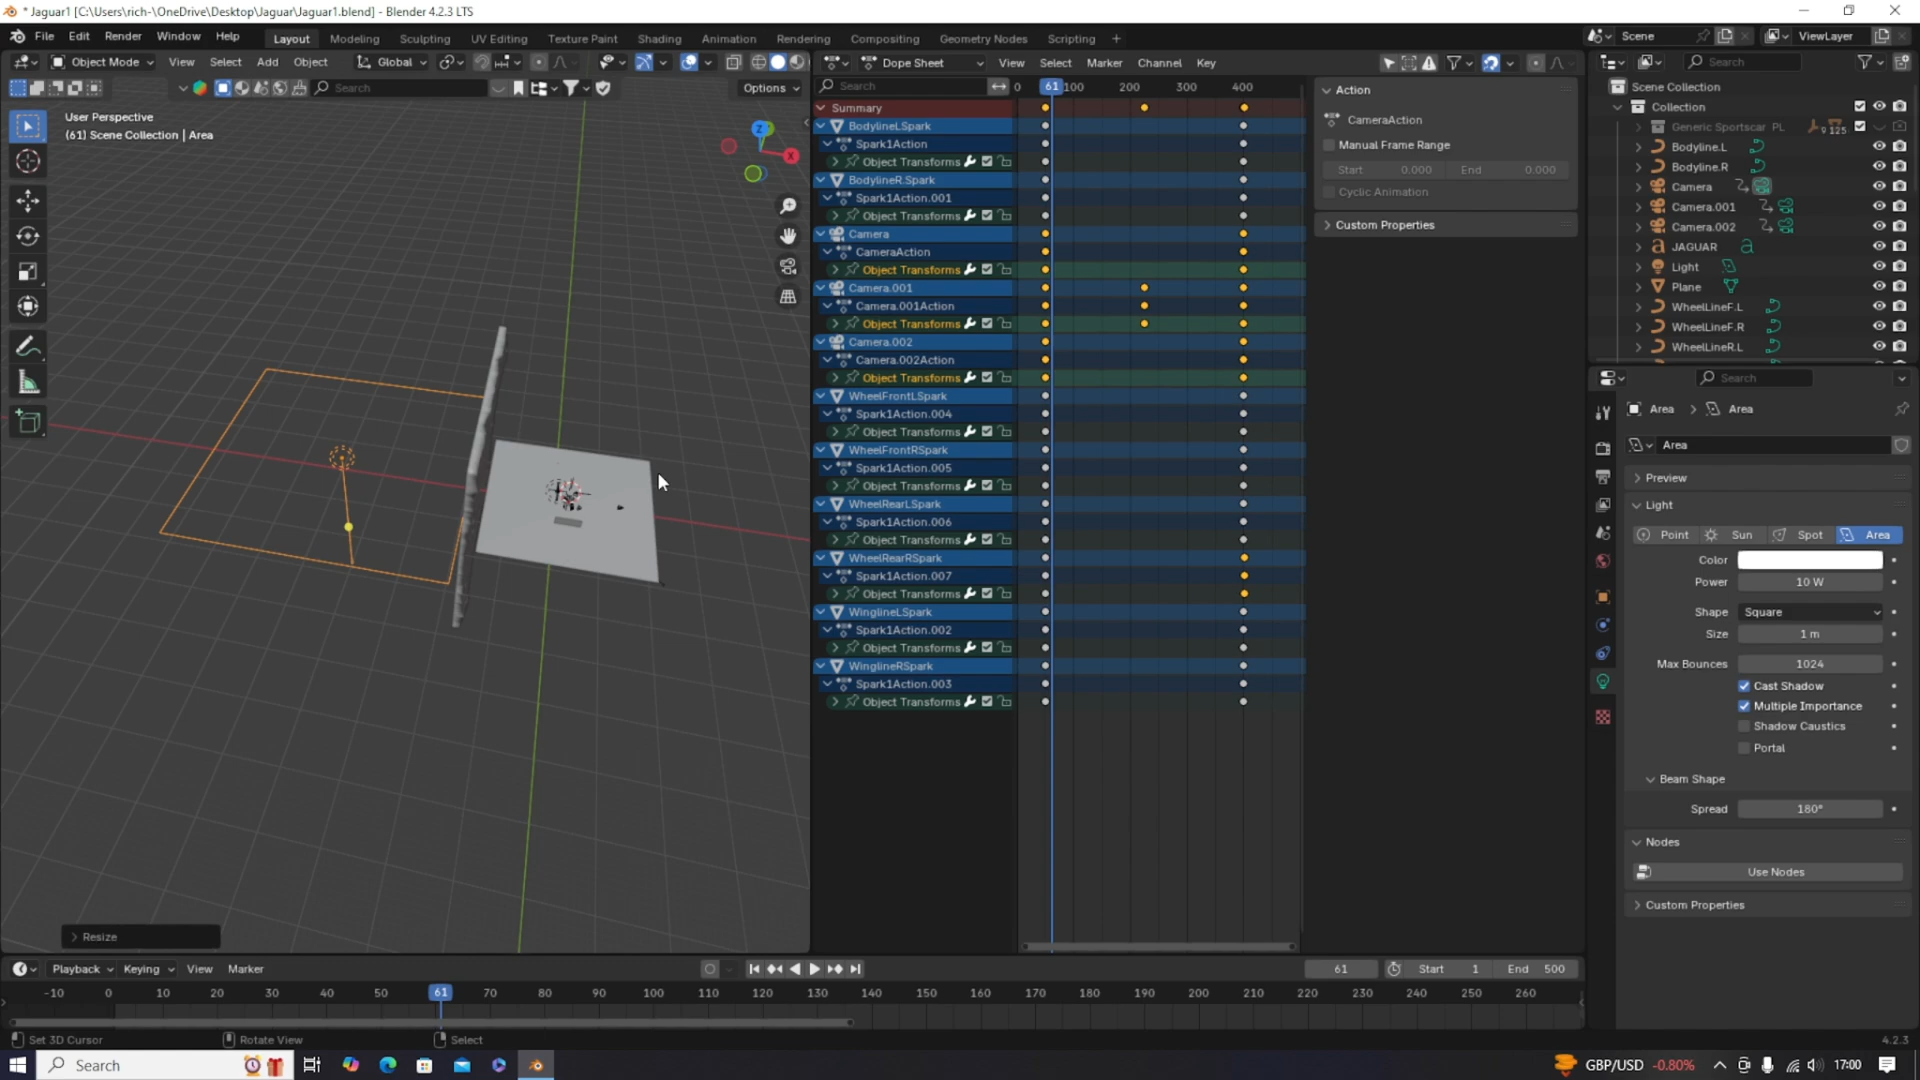 * Jaguar1 [C:\Users\rich-\OneDrive\Desktop\Jaguar\Jaguar1.blend] - Blender 4.2.3 LTS
File Edit Render Window Help Layout Modeling Sculpting UV Editing Texture Paint Shading Animation Rendering Compositing Geometry Nodes Scripting + Scene ViewLayer
Object Mode View Select Add Object Global Dope Sheet View Select Marker Channel Key Search
Search Options Search 0 61 100 200 300 400
User Perspective
(61) Scene Collection | Area
Z
X
Resize
Summary
BodylineLSpark
Spark1Action
Object Transforms
BodylineR.Spark
Spark1Action.001
Object Transforms
Camera
CameraAction
Object Transforms
Camera.001
Camera.001Action
Object Transforms
Camera.002
Camera.002Action
Object Transforms
WheelFrontLSpark
Spark1Action.004
Object Transforms
WheelFrontRSpark
Spark1Action.005
Object Transforms
WheelRearLSpark
Spark1Action.006
Object Transforms
WheelRearRSpark
Spark1Action.007
Object Transforms
WinglineLSpark
Spark1Action.002
Object Transforms
WinglineRSpark
Spark1Action.003
Object Transforms
Action
CameraAction
Manual Frame Range
Start 0.000 End 0.000
Cyclic Animation
Custom Properties
Scene Collection
Collection
Generic Sportscar PL 9 125
Bodyline.L
Bodyline.R
Camera
Camera.001
Camera.002
JAGUAR
Light
Plane
WheelLineF.L
WheelLineF.R
WheelLineR.L
Search
Area Area
Area
Preview
Light
Point Sun Spot Area
Color
Power 10 W
Shape Square
Size 1 m
Max Bounces 1024
Cast Shadow
Multiple Importance
Shadow Caustics
Portal
Beam Shape
Spread 180°
Nodes
Use Nodes
Custom Properties
Playback Keying View Marker 61 Start 1 End 500
-10 0 10 20 30 40 50 61 70 80 90 100 110 120 130 140 150 160 170 180 190 200 210 220 230 240 250 260
Set 3D Cursor Rotate View Select 4.2.3
Search GBP/USD -0.80% 17:00